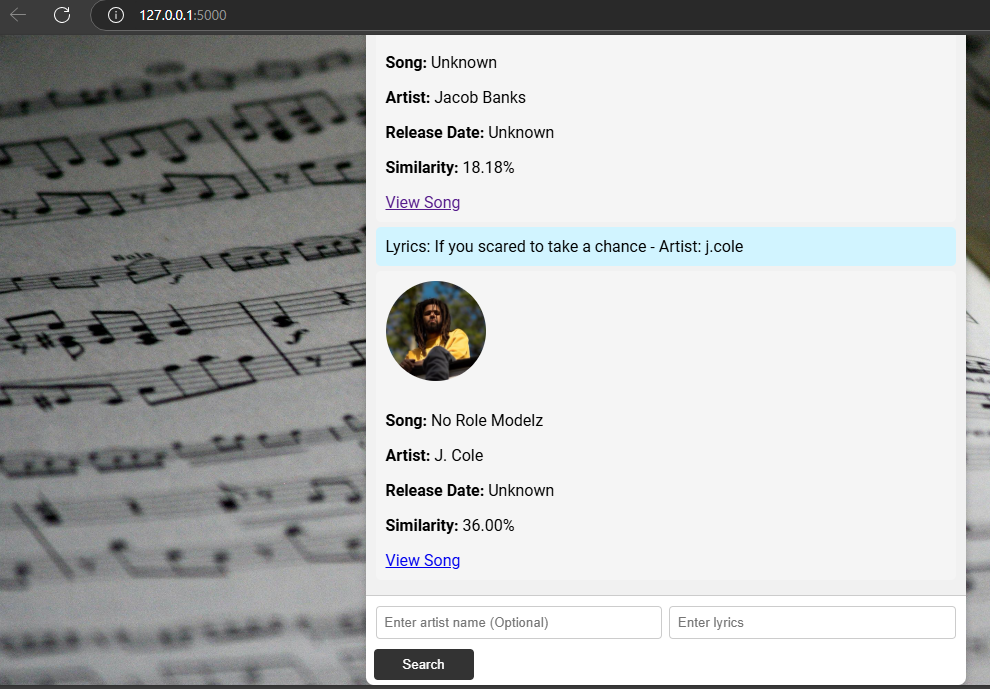 127.0.0.1:5000
Song: Unknown
Artist: Jacob Banks
Release Date: Unknown
Similarity: 18.18%
View Song
Lyrics: If you scared to take a chance - Artist: j.cole
Song: No Role Modelz
Artist: J. Cole
Release Date: Unknown
Similarity: 36.00%
View Song
Enter artist name (Optional)
Enter lyrics
Search